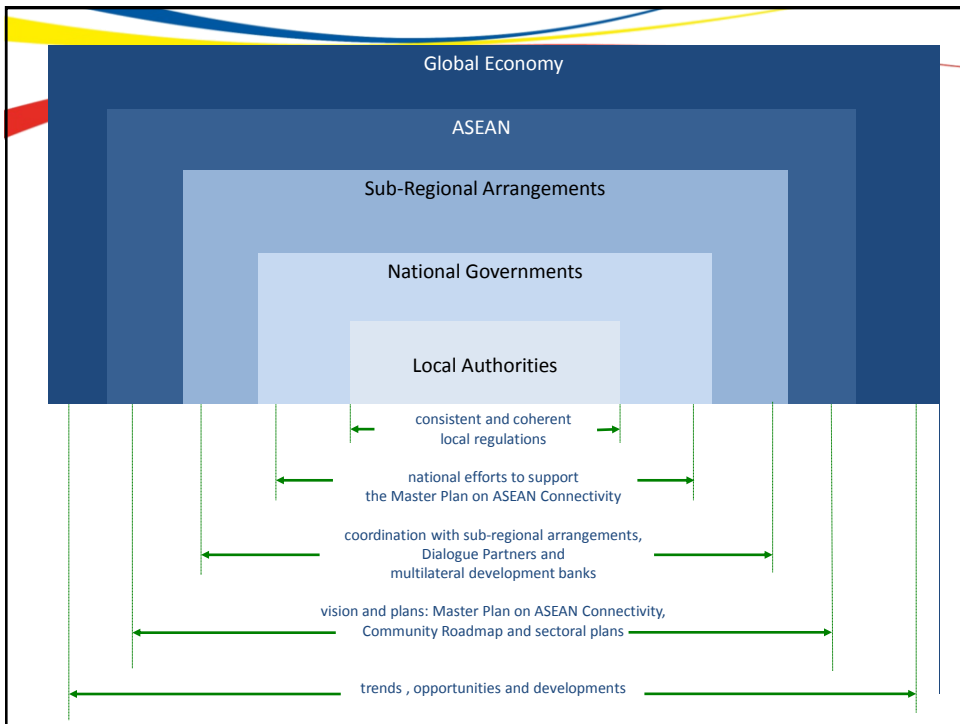 Global Economy
ASEAN
Sub-Regional Arrangements
National Governments
Local Authorities
consistent and coherent
local regulations
national efforts to support
the Master Plan on ASEAN Connectivity
coordination with sub-regional arrangements,
Dialogue Partners and
multilateral development banks
vision and plans: Master Plan on ASEAN Connectivity,
Community Roadmap and sectoral plans
trends , opportunities and developments